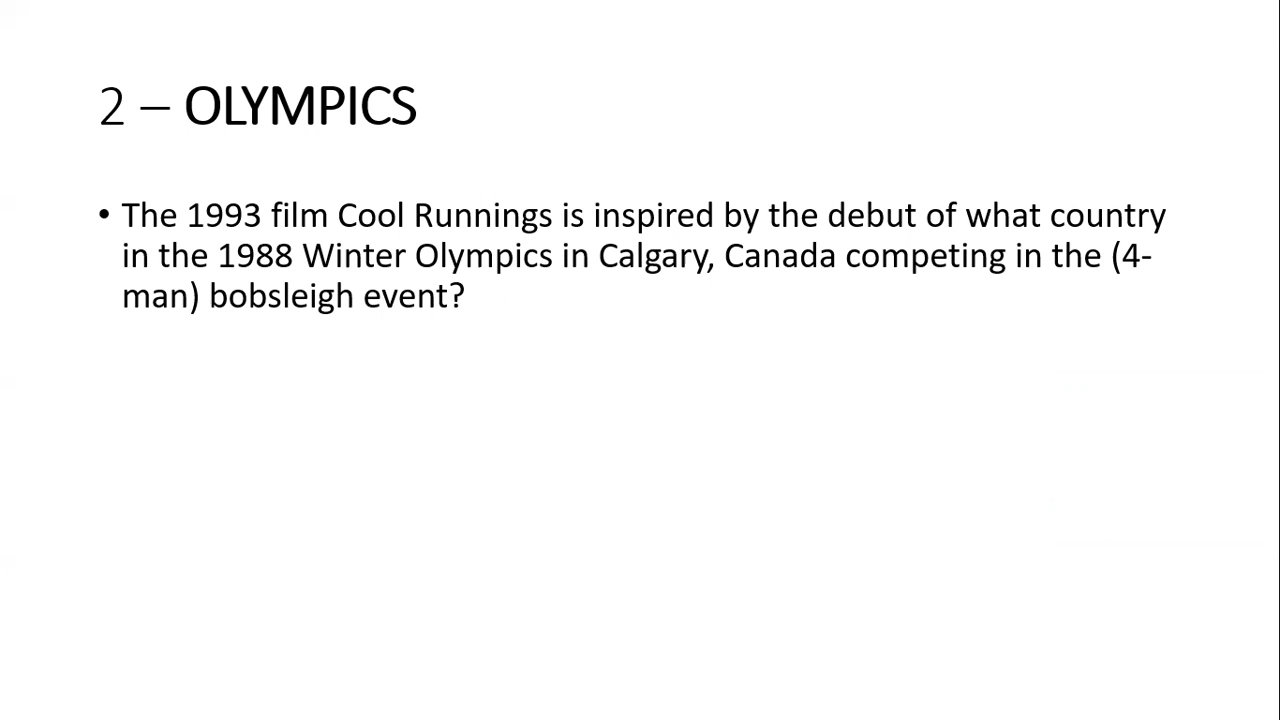 2 – OLYMPICS
• The 1993 film Cool Runnings is inspired by the debut of what country
in the 1988 Winter Olympics in Calgary, Canada competing in the (4-
man) bobsleigh event?